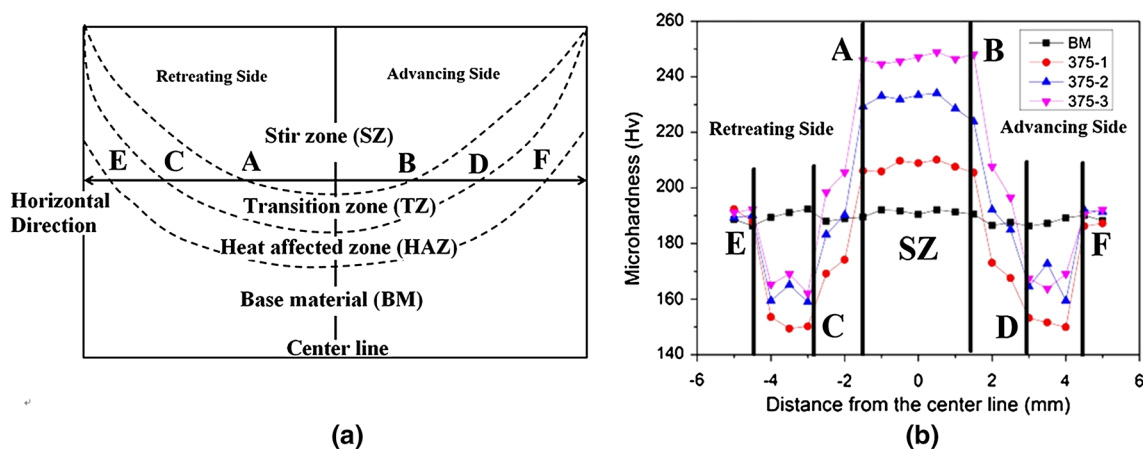 Retreating Side
Advancing Side
Stir zone (SZ)
E
C
A
B
D
F
Horizontal
Direction
Transition zone (TZ)
Heat affected zone (HAZ)
Base material (BM)
Center line
(a)
260
240
220
200
180
160
140
Microhardness (Hv)
A
B
BM
375-1
375-2
375-3
Retreating Side
Advancing Side
E
SZ
F
C
D
-6
-4
-2
0
2
4
6
Distance from the center line (mm)
(b)